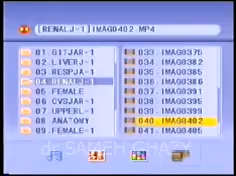 [RENALJ-1]IMAG0402.MP4
01.GITJAR-1
02.LIVERJ-1
03.RESPJA-1
04.RENALJ-1
05.FEMALE
06.CVSJAR-1
07.UPPERL-1
08.ANATOMY
09.FEMALE-1
033.IMAG0375
034.IMAG0382
035.IMAG0385
036.IMAG0386
037.IMAG0391
038.IMAG0397
039.IMAG0399
040.IMAG0402
041.IMAG0405
dr SAMEH GHAZY